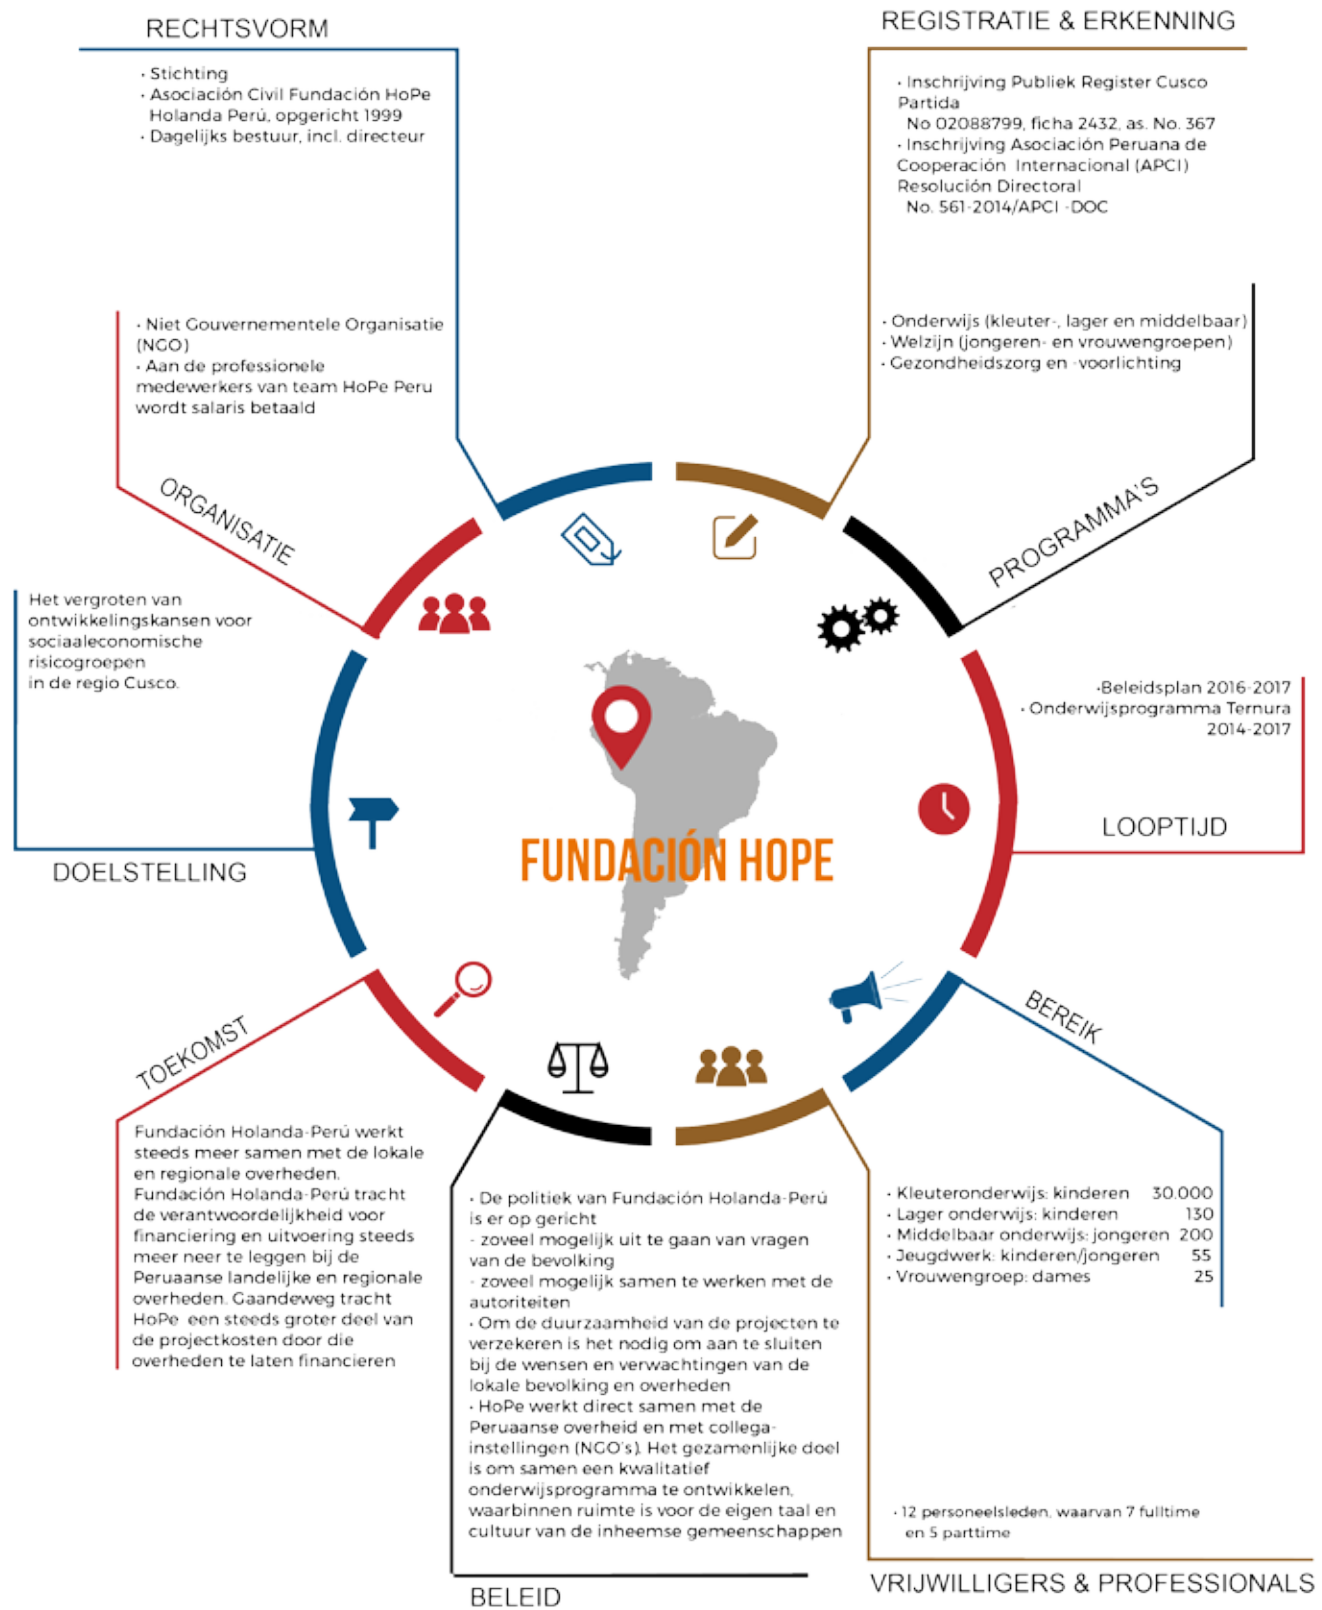 RECHTSVORM
• Stichting
• Asociación Civil Fundación HoPe
Holanda Perú, opgericht 1999
• Dagelijks bestuur, incl. directeur
REGISTRATIE & ERKENNING
• Inschrijving Publiek Register Cusco
Partida
No 02088799, ficha 2432, as. No. 367
• Inschrijving Asociación Peruana de
Cooperación Internacional (APCI)
Resolución Directoral
No. 561-2014/APCI -DOC
• Niet Gouvernementele Organisatie
(NGO)
• Aan de professionele
medewerkers van team HoPe Peru
wordt salaris betaald
ORGANISATIE
• Onderwijs (kleuter-, lager en middelbaar)
• Welzijn (jongeren- en vrouwengroepen)
• Gezondheidszorg en -voorlichting
PROGRAMMA'S
Het vergroten van
ontwikkelingskansen voor
sociaaleconomische
risicogroepen
in de regio Cusco.
DOELSTELLING
•Beleidsplan 2016-2017
• Onderwijsprogramma Ternura
2014-2017
LOOPTIJD
FUNDACIÓN HOPE
TOEKOMST
Fundación Holanda-Perú werkt
steeds meer samen met de lokale
en regionale overheden.
Fundación Holanda-Perú tracht
de verantwoordelijkheid voor
financiering en uitvoering steeds
meer neer te leggen bij de
Peruaanse landelijke en regionale
overheden. Gaandeweg tracht
HoPe een steeds groter deel van
de projectkosten door die
overheden te laten financieren
• De politiek van Fundación Holanda-Perú
is er op gericht
- zoveel mogelijk uit te gaan van vragen
van de bevolking
- zoveel mogelijk samen te werken met de
autoriteiten
• Om de duurzaamheid van de projecten te
verzekeren is het nodig om aan te sluiten
bij de wensen en verwachtingen van de
lokale bevolking en overheden
• HoPe werkt direct samen met de
Peruaanse overheid en met collega-
instellingen (NGO's). Het gezamenlijke doel
is om samen een kwalitatief
onderwijsprogramma te ontwikkelen,
waarbinnen ruimte is voor de eigen taal en
cultuur van de inheemse gemeenschappen
BELEID
BEREIK
• Kleuteronderwijs: kinderen 30.000
• Lager onderwijs: kinderen 130
• Middelbaar onderwijs: jongeren 200
• Jeugdwerk: kinderen/jongeren 55
• Vrouwengroep: dames 25
• 12 personeelsleden, waarvan 7 fulltime
en 5 parttime
VRIJWILLIGERS & PROFESSIONALS